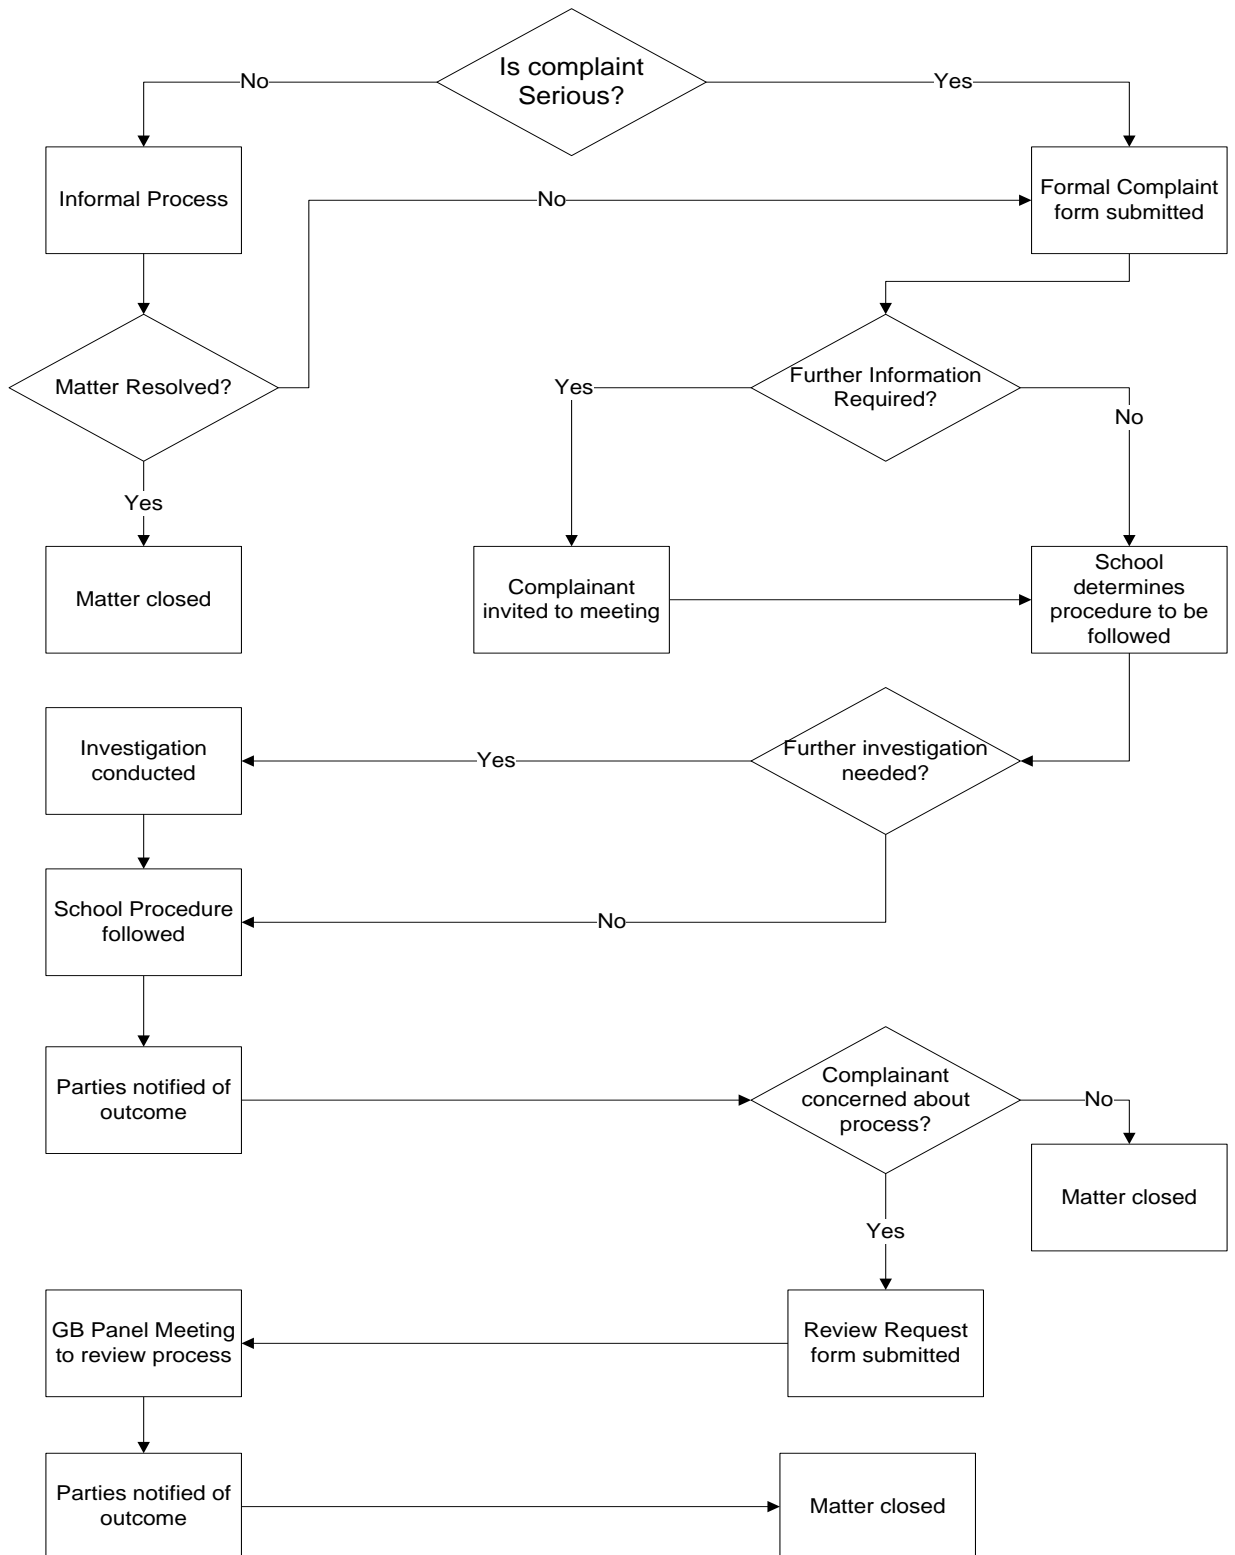 Is complaint
Serious?
No
Yes
Informal Process
Formal Complaint
form submitted
No
Matter Resolved?
Further Information
Required?
Yes
No
Yes
Matter closed
Complainant
invited to meeting
School
determines
procedure to be
followed
Investigation
conducted
Yes
Further investigation
needed?
School Procedure
followed
No
Parties notified of
outcome
Complainant
concerned about
process?
No
Matter closed
Yes
GB Panel Meeting
to review process
Review Request
form submitted
Parties notified of
outcome
Matter closed